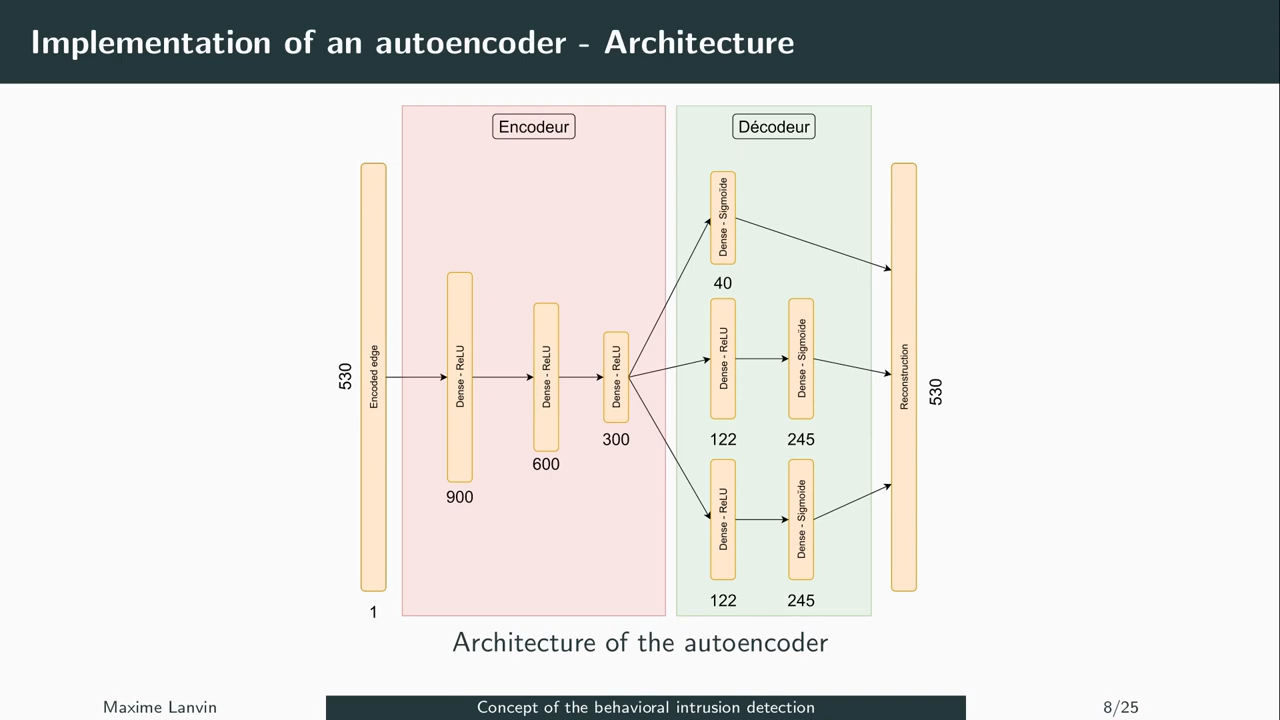 Implementation of an autoencoder - Architecture
Encodeur
Décodeur
530
Encoded edge
1
Dense - ReLU
900
Dense - ReLU
600
Dense - ReLU
300
Dense - Sigmoïde
40
Dense - ReLU
122
Dense - Sigmoïde
245
Dense - ReLU
122
Dense - Sigmoïde
245
Reconstruction
530
Architecture of the autoencoder
Maxime Lanvin
Concept of the behavioral intrusion detection
8/25